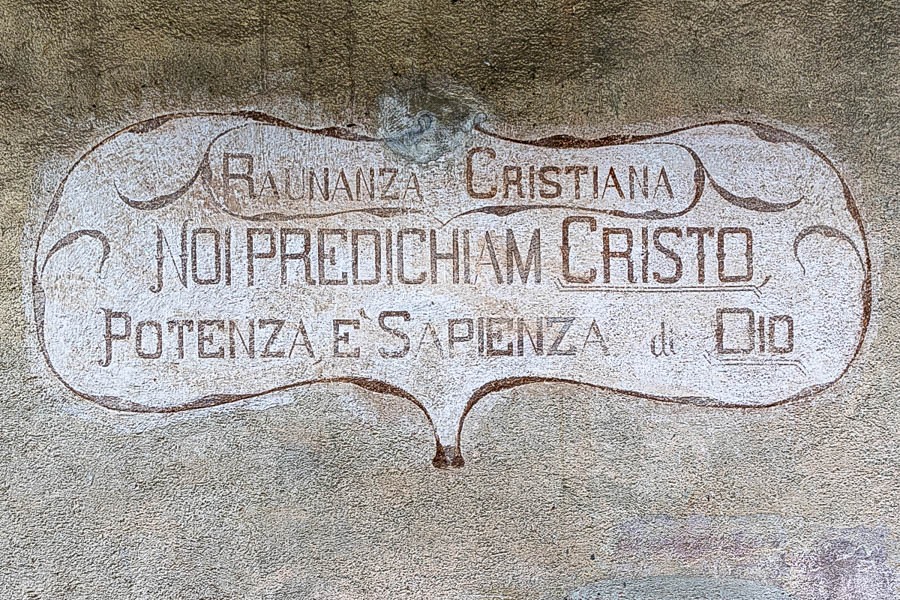 RAUNANZA CRISTIANA
NOI PREDICHIAM CRISTO,
POTENZA E SAPIENZA di DIO